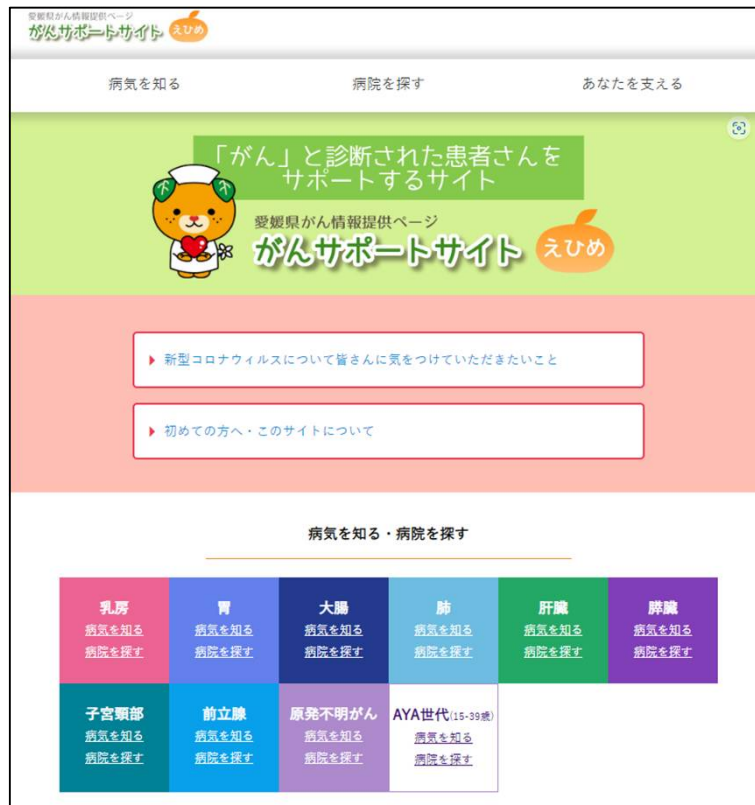 愛媛県がん情報提供ページ
がんサポートサイト えひめ
病気を知る 病院を探す あなたを支える
「がん」と診断された患者さんを
サポートするサイト
愛媛県がん情報提供ページ
がんサポートサイト えひめ
新型コロナウィルスについて皆さんに気をつけていただきたいこと
初めての方へ・このサイトについて
病気を知る・病院を探す
乳房 胃 大腸 肺 肝臓 膵臓
病気を知る 病気を知る 病気を知る 病気を知る 病気を知る 病気を知る
病院を探す 病院を探す 病院を探す 病院を探す 病院を探す 病院を探す
子宮頸部 前立腺 原発不明がん AYA世代(15-39歳)
病気を知る 病気を知る 病気を知る 病気を知る
病院を探す 病院を探す 病院を探す 病院を探す